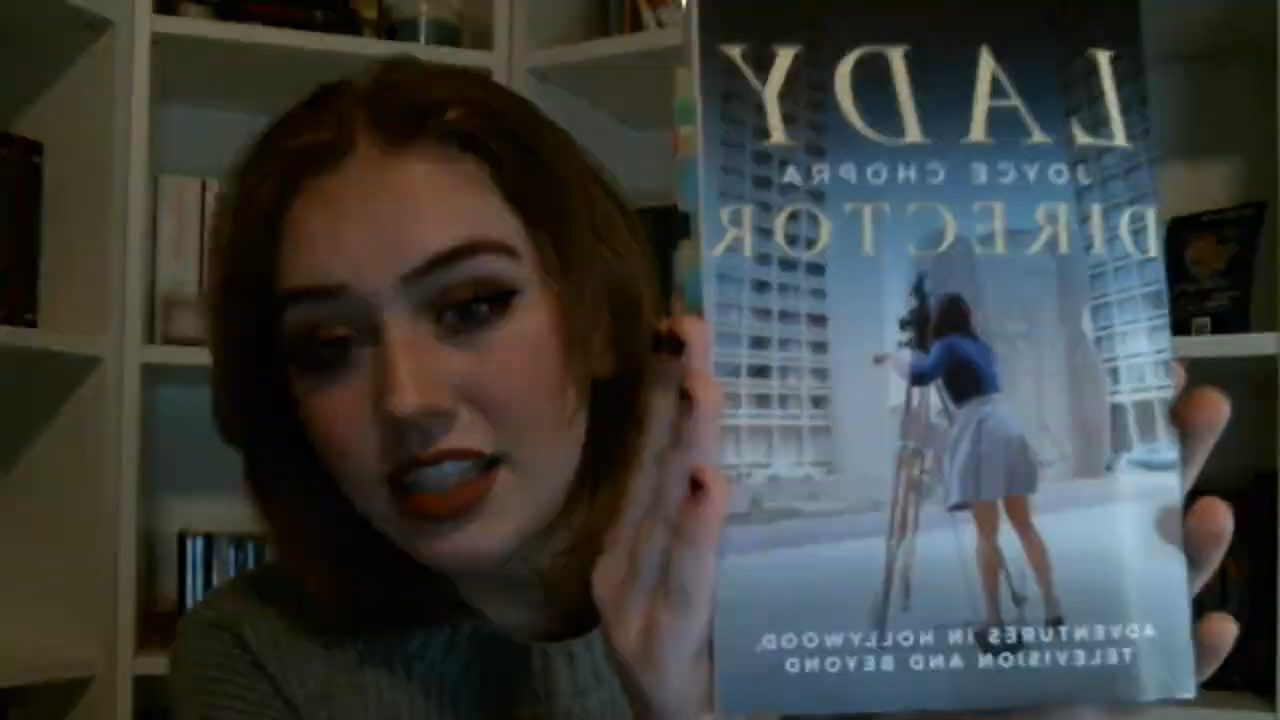 LADY
JOYCE CHOPRA
DIRECTOR
ADVENTURES IN HOLLYWOOD,
TELEVISION AND BEYOND